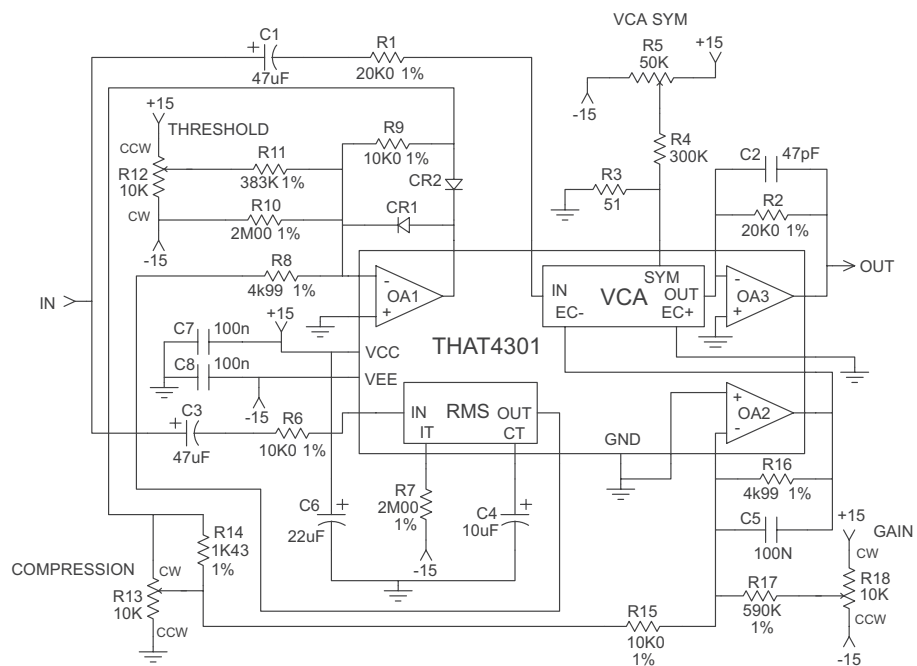 VCA SYM
C1
+
47uF
R1
20K0 1%
R5
50K
+15
-15
+15
THRESHOLD
CCW
R12
10K
CW
-15
R11
383K 1%
R10
2M00 1%
R9
10K0 1%
CR2
CR1
R4
300K
R3
51
C2
47pF
R2
20K0 1%
R8
4k99 1%
IN
-
OA1
+
IN
SYM
VCA
OUT
EC-
EC+
-
OA3
+
OUT
C7
100n
+15
C8
100n
-15
VCC
VEE
THAT4301
C3
+
47uF
R6
10K0 1%
IN
RMS
OUT
IT
CT
+
OA2
-
GND
C6
+
22uF
R7
2M00
1%
-15
C4
+
10uF
R16
4k99 1%
C5
100N
+15
GAIN
CW
R18
10K
CCW
-15
R17
590K
1%
R14
1K43
1%
COMPRESSION
CW
R13
10K
CCW
R15
10K0
1%